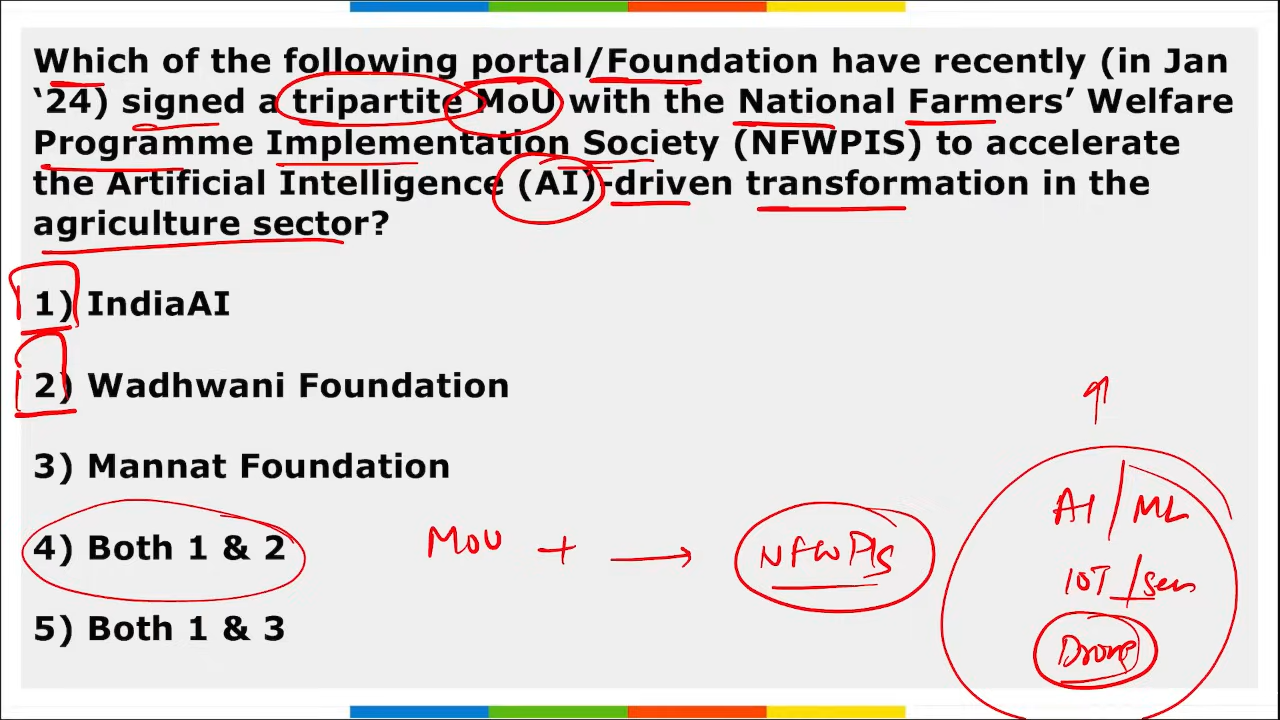 Which of the following portal/Foundation have recently (in Jan
‘24) signed a tripartite MoU with the National Farmers’ Welfare
Programme Implementation Society (NFWPIS) to accelerate
the Artificial Intelligence (AI)-driven transformation in the
agriculture sector?
1) IndiaAI
2) Wadhwani Foundation
3) Mannat Foundation
4) Both 1 & 2
5) Both 1 & 3
MoU + → NFWPIS
AI/ML
IOT/Sen
Drone